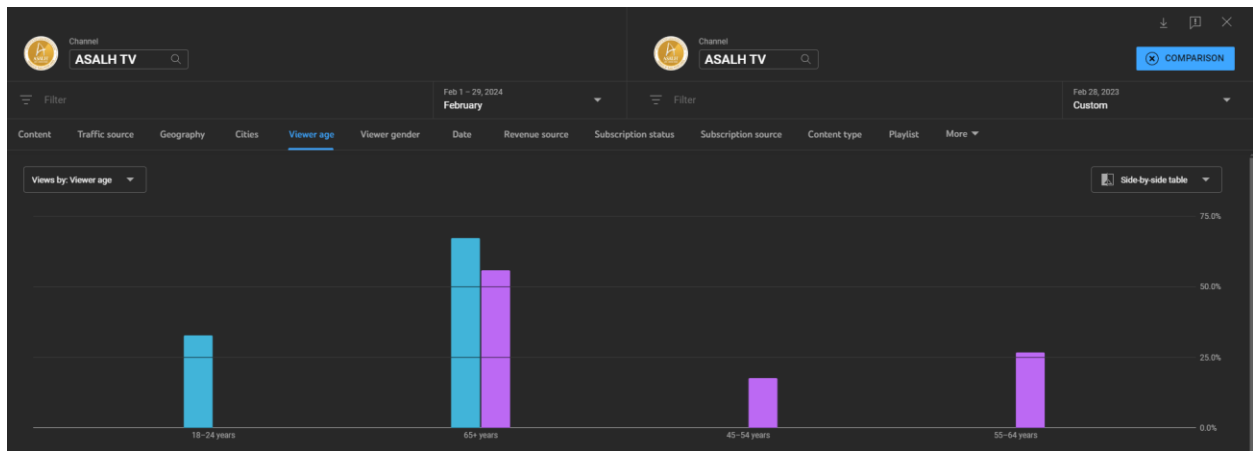 Channel
ASALH TV
Channel
ASALH TV
COMPARISON
Filter
Feb 1 – 29, 2024
February
Filter
Feb 28, 2023
Custom
Content Traffic source Geography Cities Viewer age Viewer gender Date Revenue source Subscription status Subscription source Content type Playlist More
Views by: Viewer age
Side-by-side table
75.0%
50.0%
25.0%
0.0%
18–24 years 65+ years 45–54 years 55–64 years